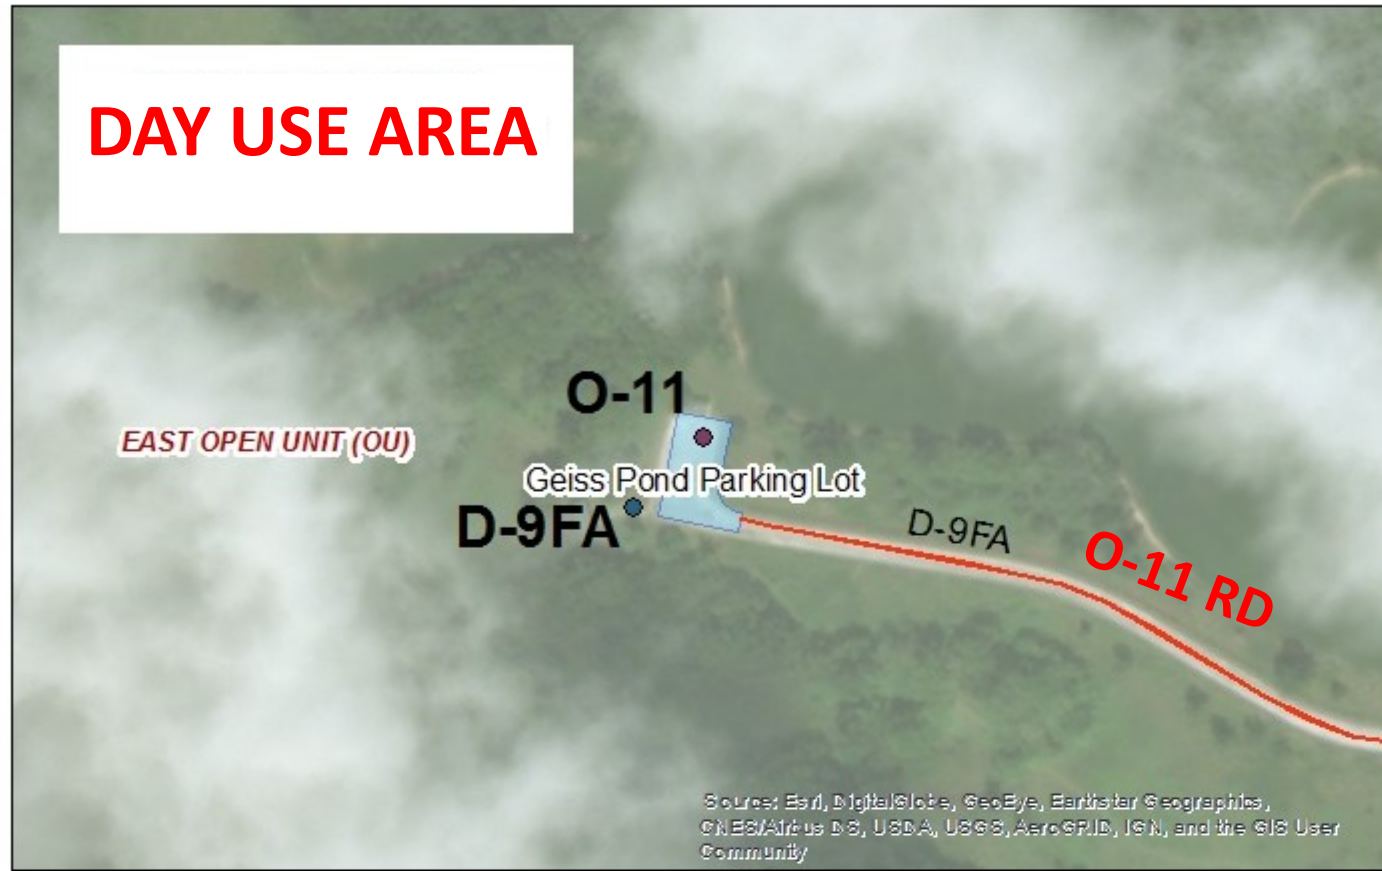 DAY USE AREA
O-11
EAST OPEN UNIT (OU)
Geiss Pond Parking Lot
D-9FA
D-9FA
O-11 RD
Source: Esri, DigitalGlobe, GeoEye, Earthstar Geographics,
CNES/Airbus DS, USDA, USGS, AeroGRID, IGN, and the GIS User
Community